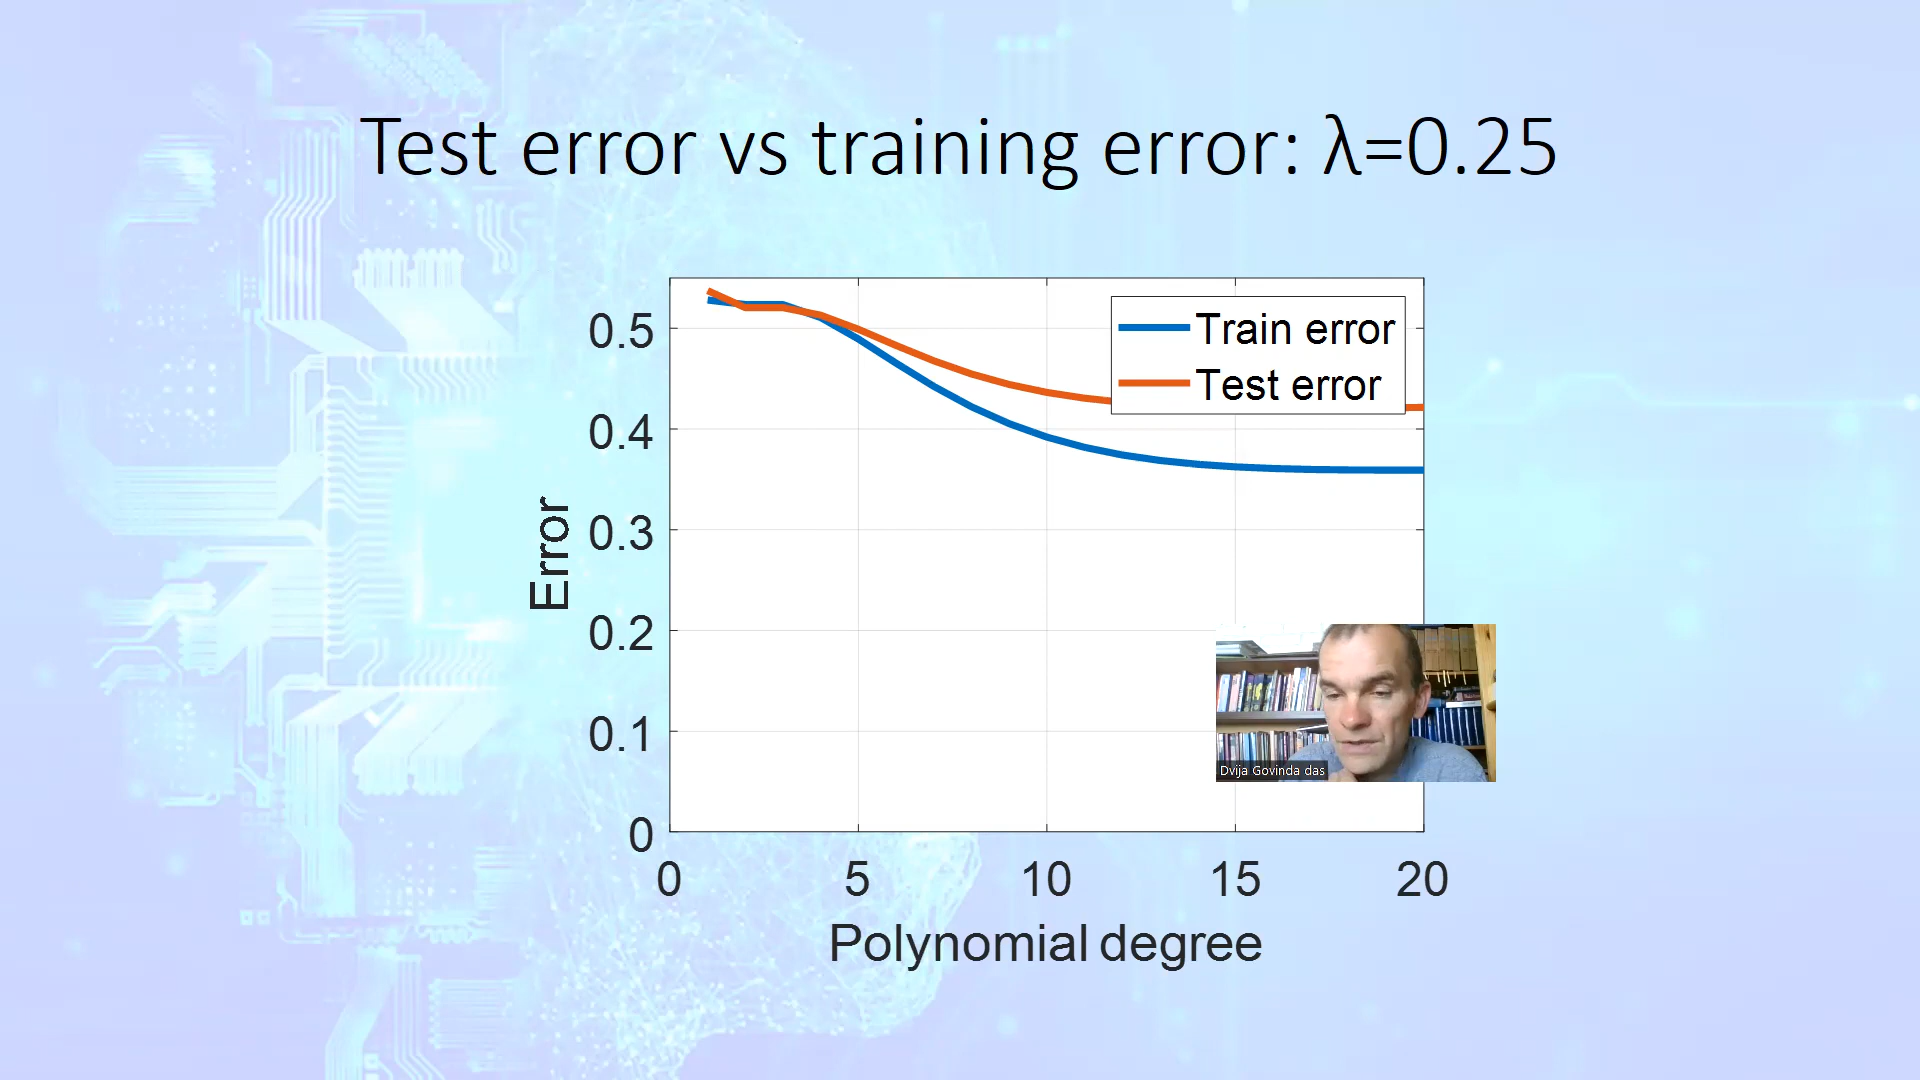 Test error vs training error: λ=0.25
Train error
Test error
0.5
0.4
0.3
0.2
0.1
0
Error
0
5
10
15
20
Polynomial degree
Dvija Govinda das